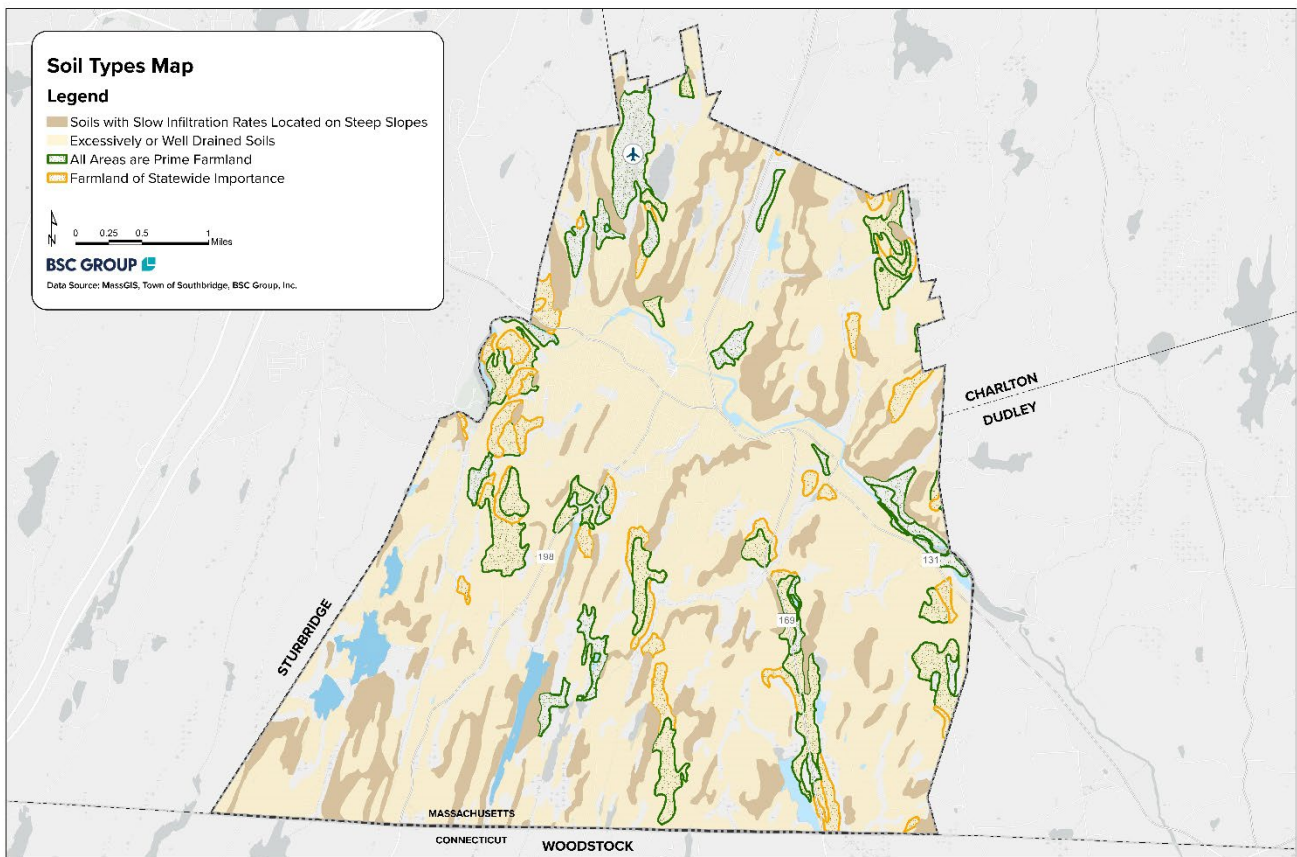 Soil Types Map
Legend
Soils with Slow Infiltration Rates Located on Steep Slopes
Excessively or Well Drained Soils
All Areas are Prime Farmland
Farmland of Statewide Importance
N
0 0.25 0.5 1
Miles
BSC GROUP
Data Source: MassGIS, Town of Southbridge, BSC Group, Inc.
CHARLTON
DUDLEY
198
131
169
STURBRIDGE
MASSACHUSETTS
CONNECTICUT
WOODSTOCK